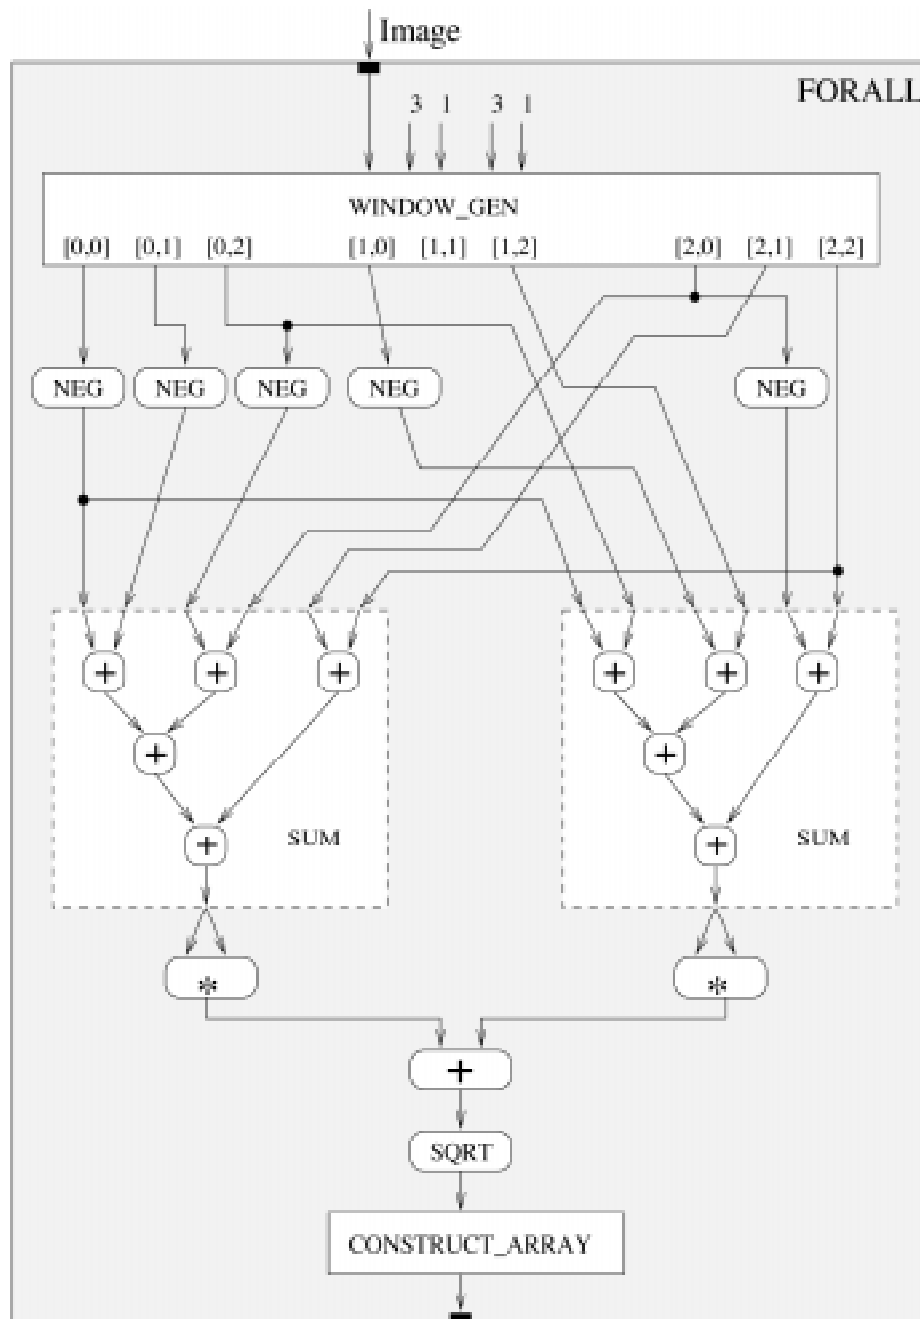 Image
FORALL
3 1 3 1
WINDOW_GEN
[0,0] [0,1] [0,2] [1,0] [1,1] [1,2] [2,0] [2,1] [2,2]
NEG NEG NEG NEG NEG
+ + + + + +
+ +
+ SUM + SUM
* *
+
SQRT
CONSTRUCT_ARRAY